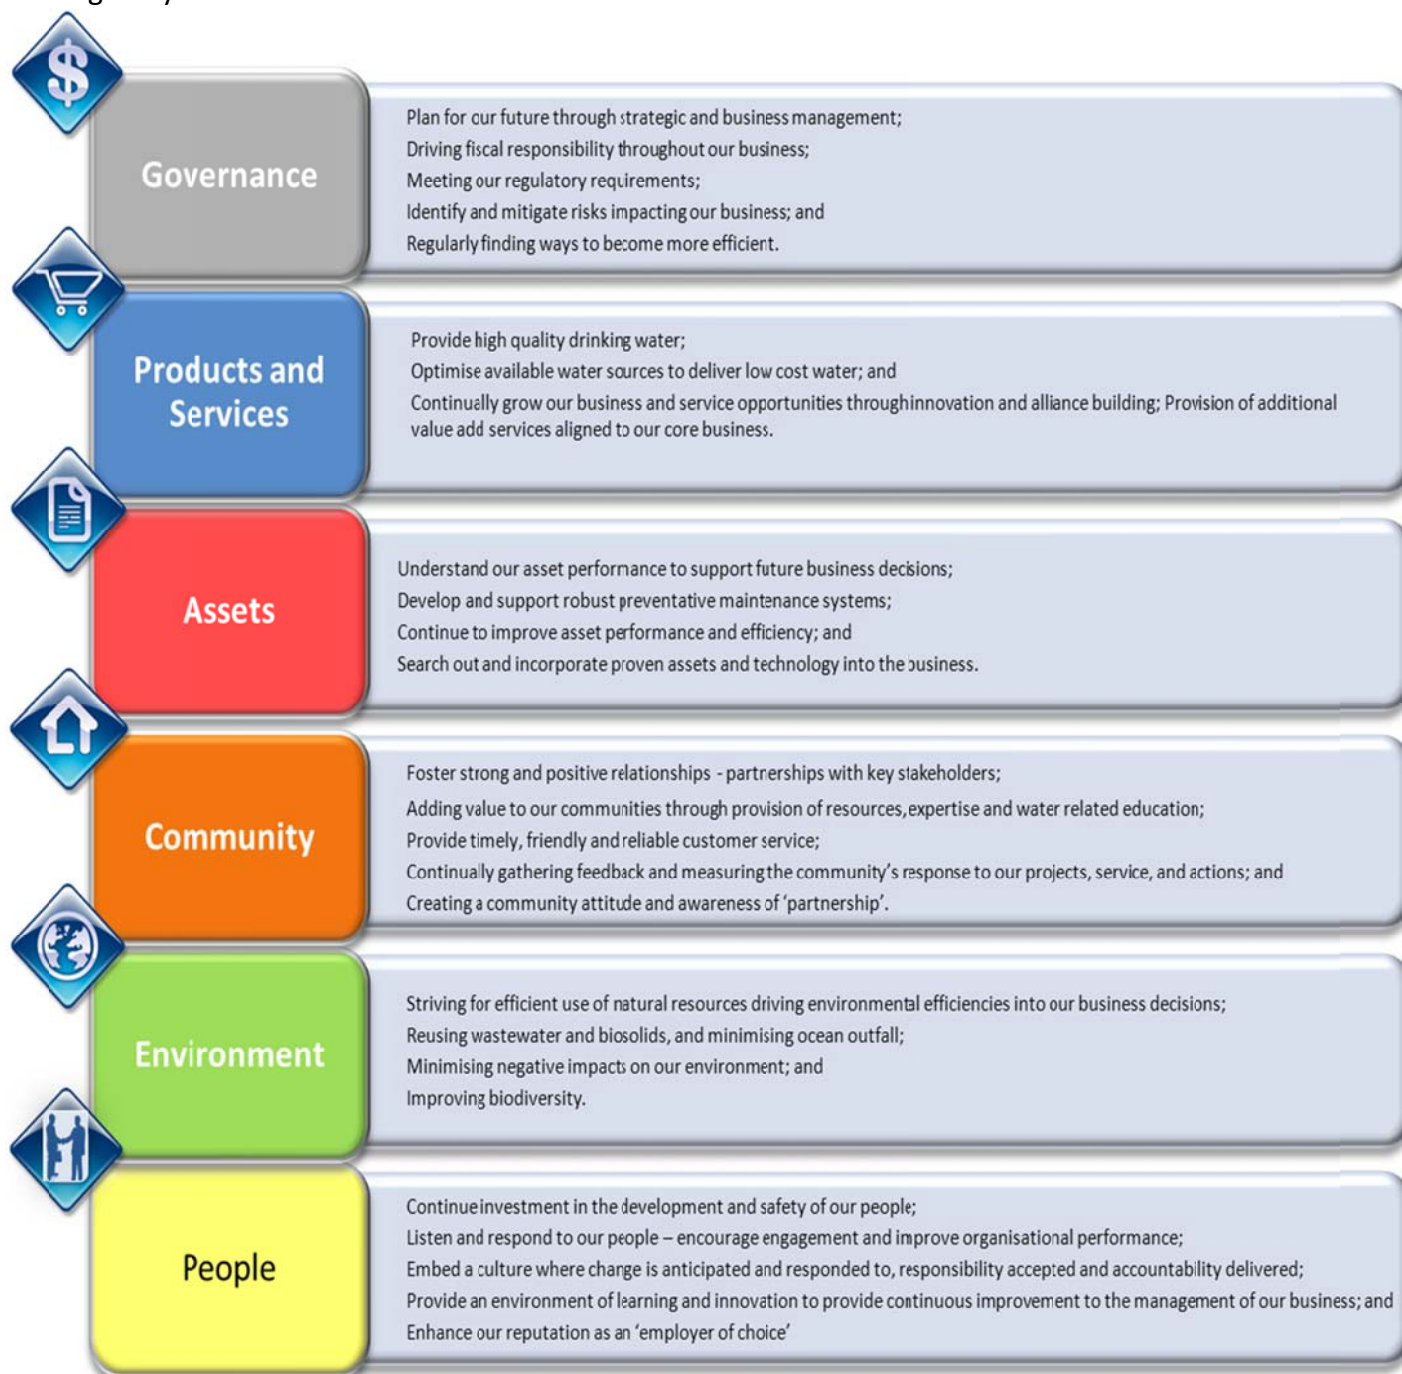 $
Governance
Plan for our future through strategic and business management;
Driving fiscal responsibility throughout our business;
Meeting our regulatory requirements;
Identify and mitigate risks impacting our business; and
Regularly finding ways to become more efficient.
Products and
Services
Provide high quality drinking water;
Optimise available water sources to deliver low cost water; and
Continually grow our business and service opportunities through innovation and alliance building; Provision of additional
value add services aligned to our core business.
Assets
Understand our asset performance to support future business decisions;
Develop and support robust preventative maintenance systems;
Continue to improve asset performance and efficiency; and
Search out and incorporate proven assets and technology into the business.
Community
Foster strong and positive relationships - partnerships with key stakeholders;
Adding value to our communities through provision of resources, expertise and water related education;
Provide timely, friendly and reliable customer service;
Continually gathering feedback and measuring the community’s response to our projects, service, and actions; and
Creating a community attitude and awareness of ‘partnership’.
Environment
Striving for efficient use of natural resources driving environmental efficiencies into our business decisions;
Reusing wastewater and biosolids, and minimising ocean outfall;
Minimising negative impacts on our environment; and
Improving biodiversity.
People
Continue investment in the development and safety of our people;
Listen and respond to our people – encourage engagement and improve organisational performance;
Embed a culture where change is anticipated and responded to, responsibility accepted and accountability delivered;
Provide an environment of learning and innovation to provide continuous improvement to the management of our business; and
Enhance our reputation as an ‘employer of choice’